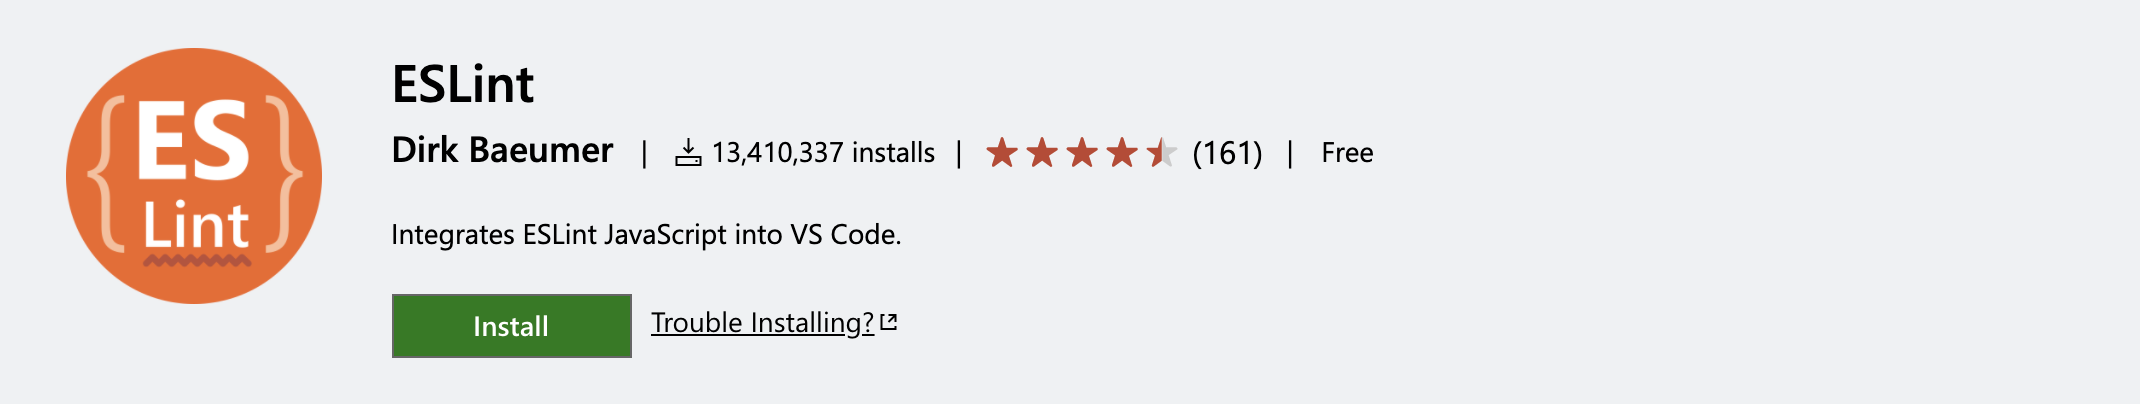 {ES
Lint}
ESLint
Dirk Baeumer | 13,410,337 installs | (161) | Free
Integrates ESLint JavaScript into VS Code.
Install Trouble Installing?